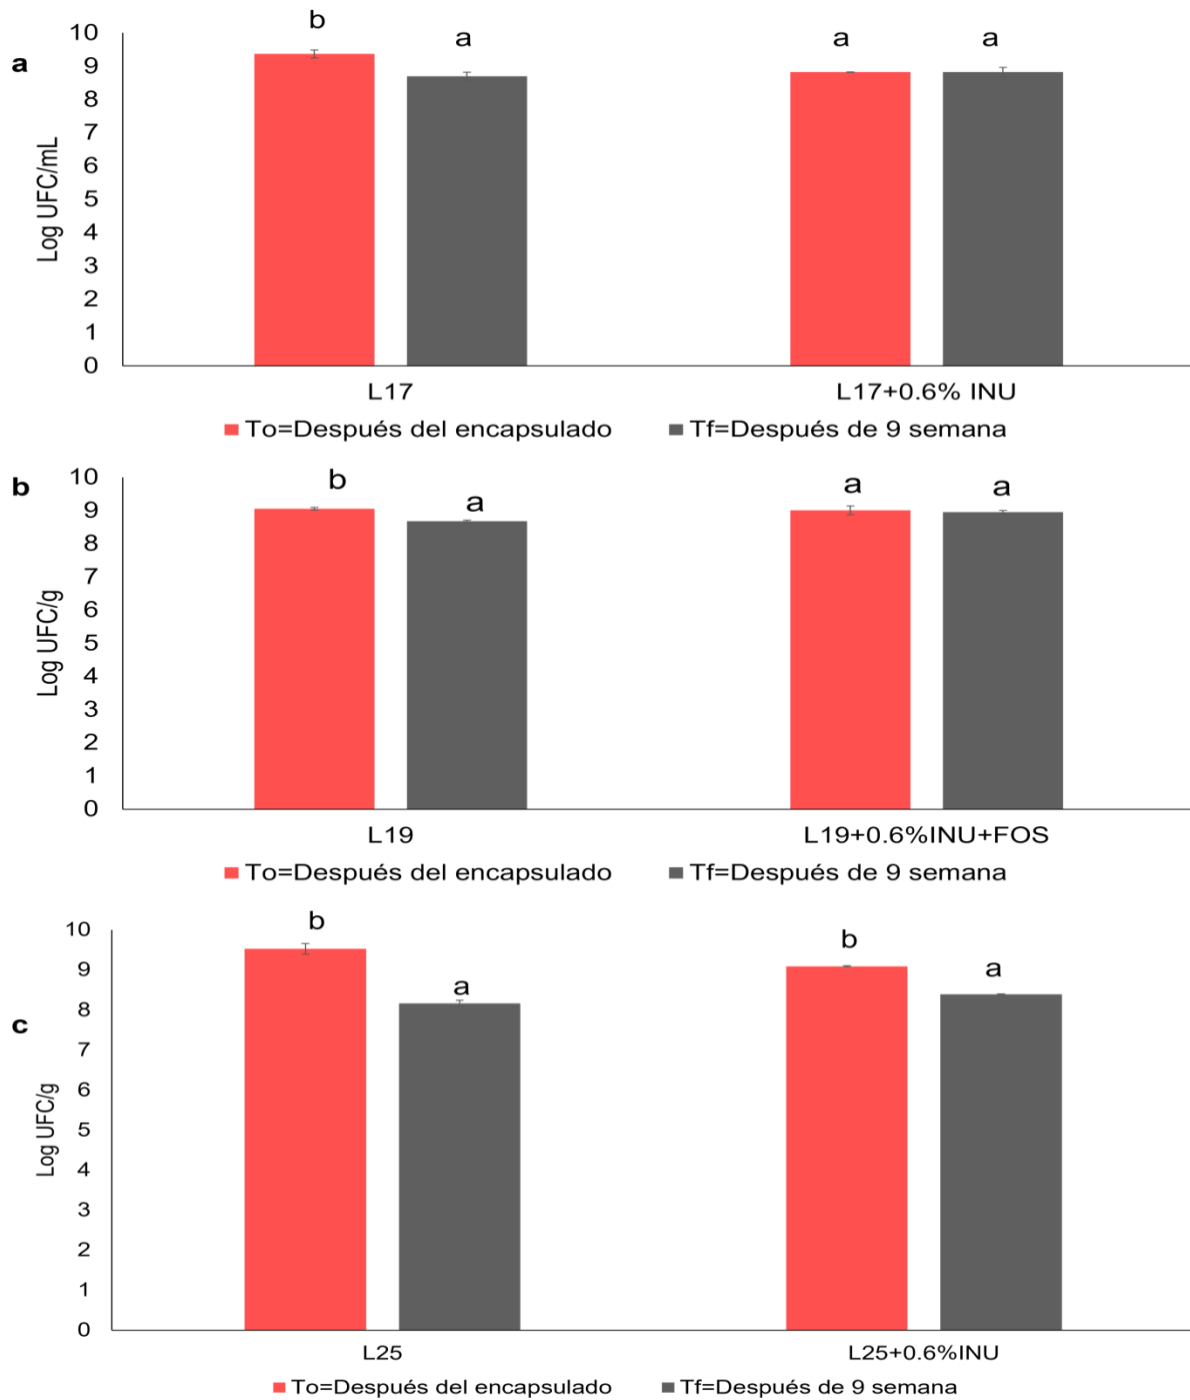 b
a
a
a
a
10
9
8
7
6
5
4
3
2
1
0
Log UFC/mL
L17
L17+0.6% INU
To=Después del encapsulado
Tf=Después de 9 semana
b
b
a
a
a
10
9
8
7
6
5
4
3
2
1
0
Log UFC/g
L19
L19+0.6%INU+FOS
To=Después del encapsulado
Tf=Después de 9 semana
c
b
a
b
a
10
9
8
7
6
5
4
3
2
1
0
Log UFC/g
L25
L25+0.6%INU
To=Después del encapsulado
Tf=Después de 9 semana